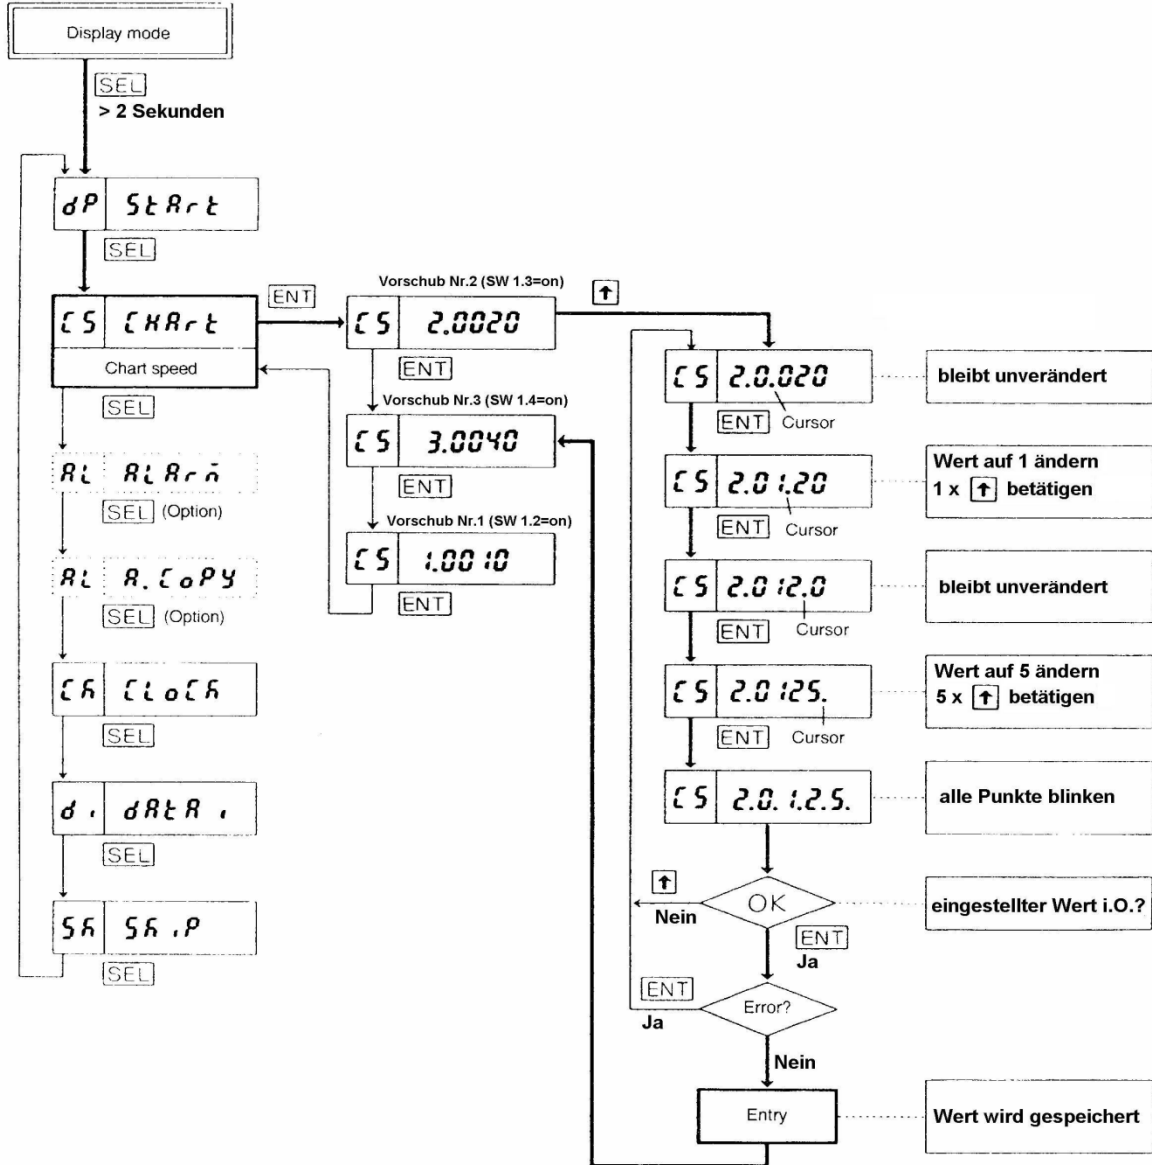 Display mode
SEL
> 2 Sekunden
dP StArt
SEL
CS CHArt
Chart speed
SEL
AL ALArm
SEL (Option)
AL A.CoPY
SEL (Option)
SEL
di dAtA i
SEL
SEL
ENT
Vorschub Nr.2 (SW 1.3=on)
CS 2.0020
ENT
Vorschub Nr.3 (SW 1.4=on)
CS 3.0040
ENT
Vorschub Nr.1 (SW 1.2=on)
CS 1.0010
ENT
↑
CS 2.0.020
ENT Cursor
bleibt unverändert
CS 2.01.20
ENT Cursor
Wert auf 1 ändern
1 x ↑ betätigen
CS 2.012.0
ENT Cursor
bleibt unverändert
CS 2.0125.
ENT Cursor
Wert auf 5 ändern
5 x ↑ betätigen
CS 2.0.1.2.5.
alle Punkte blinken
↑
Nein
OK
eingestellter Wert i.O.?
ENT
Ja
ENT
Ja
Error?
Nein
Entry
Wert wird gespeichert